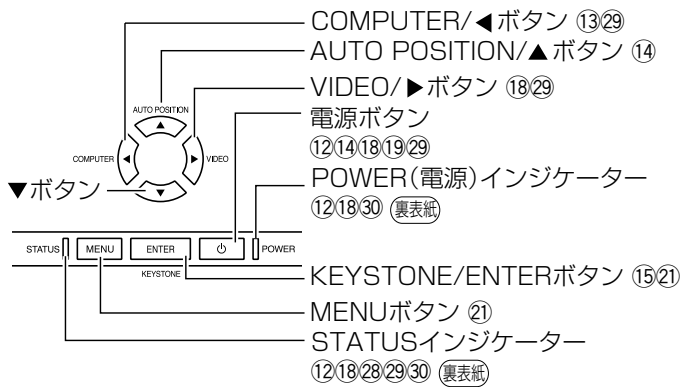 COMPUTER/◀ボタン ⑬㉙
AUTO POSITION/▲ボタン ⑭
VIDEO/▶ボタン ⑱㉙
電源ボタン
⑫⑭⑱⑲㉙
POWER(電源)インジケーター
⑫⑱㉚ 裏表紙
AUTO POSITION
▲
COMPUTER ◀ ▶ VIDEO
▼
▼ボタン
STATUS MENU ENTER ⏻ POWER
KEYSTONE
KEYSTONE/ENTERボタン ⑮㉑
MENUボタン ㉑
STATUSインジケーター
⑫⑱㉘㉙㉚ 裏表紙